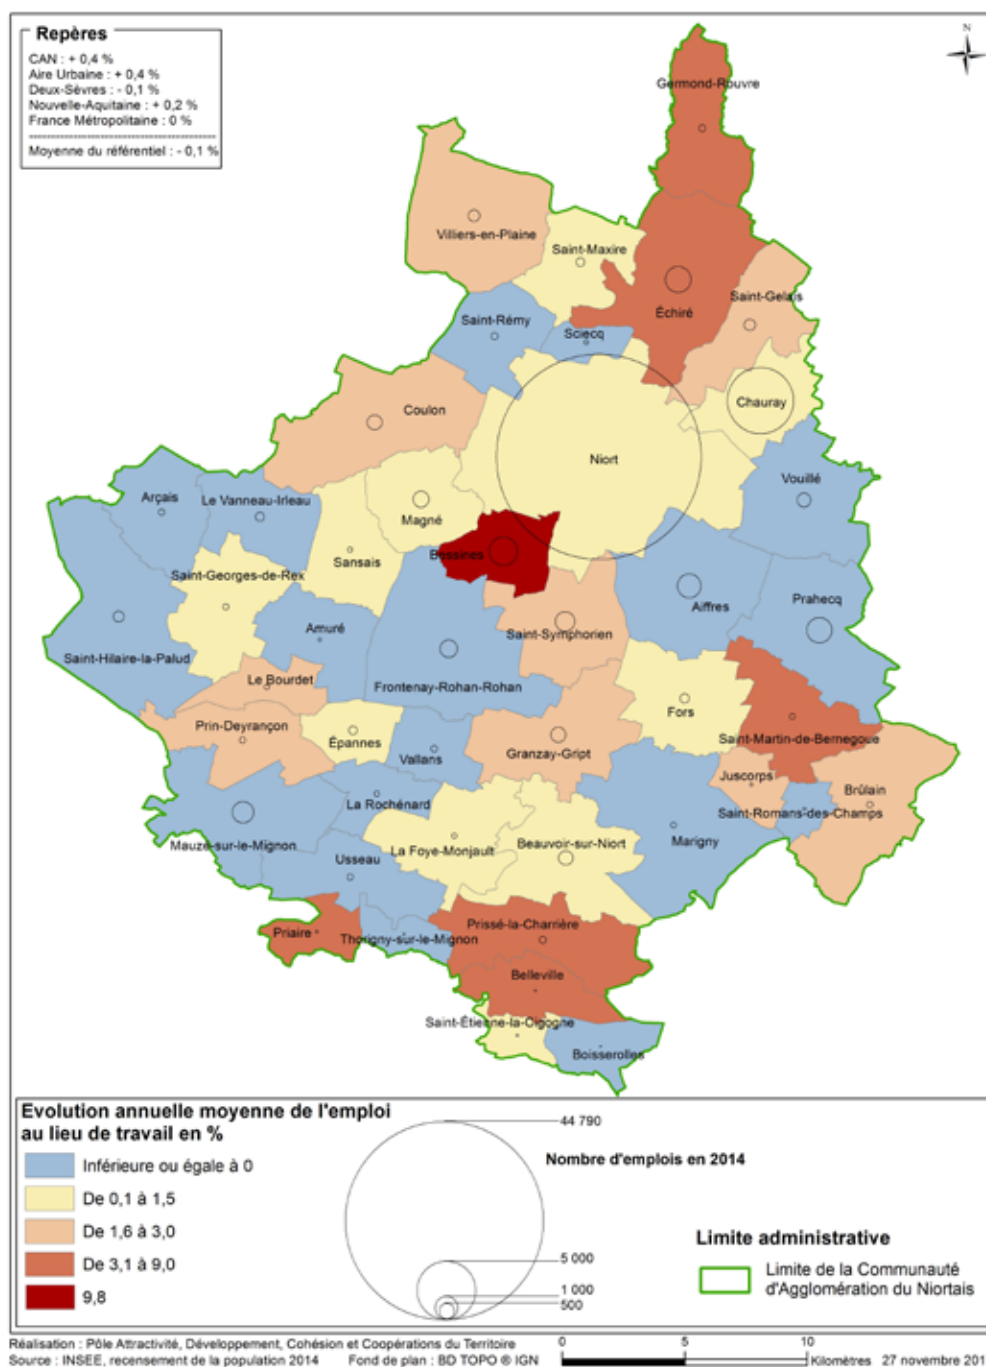 Repères
CAN : + 0,4 %
Aire Urbaine : + 0,4 %
Deux-Sèvres : - 0,1 %
Nouvelle-Aquitaine : + 0,2 %
France Métropolitaine : 0 %
Moyenne du référentiel : - 0,1 %
N
Germond-Rouvre
Villiers-en-Plaine
Saint-Maxire
Saint-Gelais
Échiré
Saint-Rémy
Sciecq
Chauray
Coulon
Niort
Vouillé
Arçais
Le Vanneau-Irleau
Magné
Bessines
Sansais
Saint-Georges-de-Rex
Aiffres
Prahecq
Amuré
Saint-Symphorien
Saint-Hilaire-la-Palud
Le Bourdet
Frontenay-Rohan-Rohan
Fors
Prin-Deyrançon
Épannes
Vallans
Granzay-Gript
Saint-Martin-de-Bernegoue
Juscorps
Brûlain
La Rochénard
Saint-Romans-des-Champs
Mauzé-sur-le-Mignon
Usseau
La Foye-Monjault
Beauvoir-sur-Niort
Marigny
Priaire
Thorigny-sur-le-Mignon
Prissé-la-Charrière
Belleville
Saint-Étienne-la-Cigogne
Boisserolles
Evolution annuelle moyenne de l'emploi
au lieu de travail en %
Inférieure ou égale à 0
De 0,1 à 1,5
De 1,6 à 3,0
De 3,1 à 9,0
9,8
44 790
Nombre d'emplois en 2014
5 000
1 000
500
Limite administrative
Limite de la Communauté
d'Agglomération du Niortais
Réalisation : Pôle Attractivité, Développement, Cohésion et Coopérations du Territoire
Source : INSEE, recensement de la population 2014 Fond de plan : BD TOPO ® IGN
0 5 10
Kilomètres 27 novembre 201